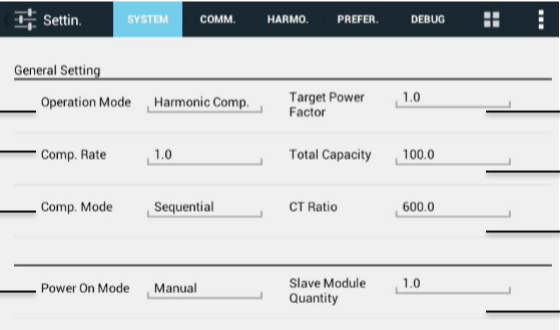 Settin. SYSTEM COMM. HARMO. PREFER. DEBUG
General Setting
Operation Mode Harmonic Comp. Target Power Factor 1.0
Comp. Rate 1.0 Total Capacity 100.0
Comp. Mode Sequential CT Ratio 600.0
Power On Mode Manual Slave Module Quantity 1.0